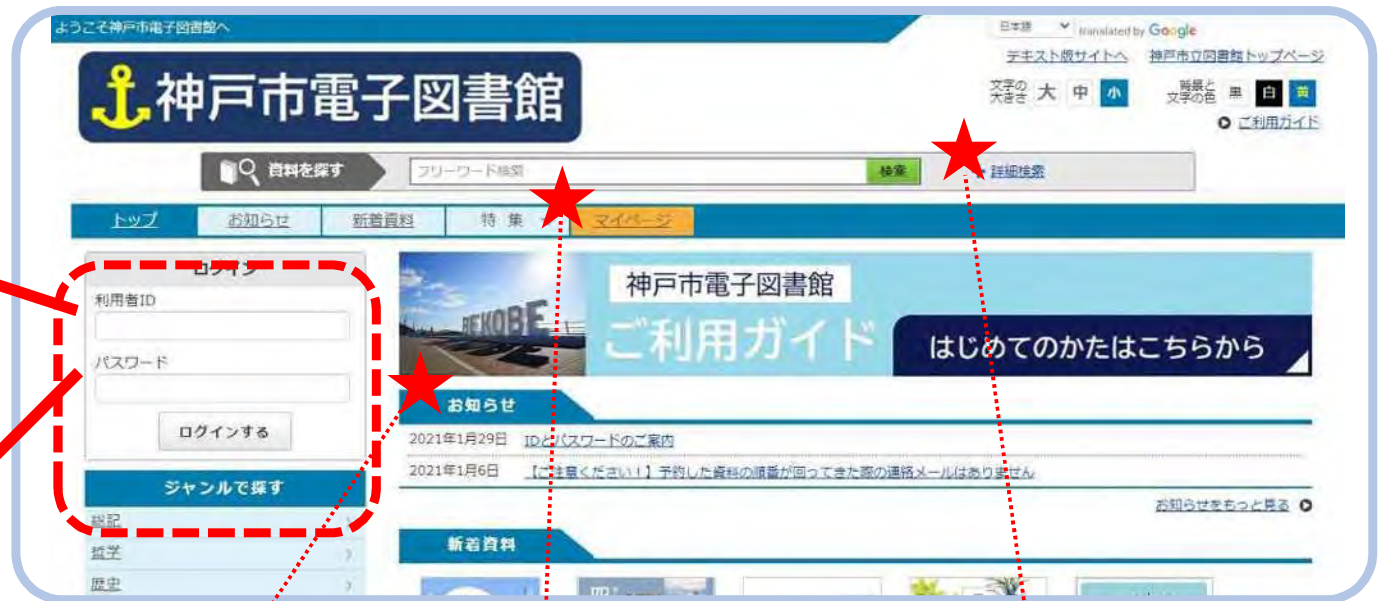 ようこそ神戸市電子図書館へ
日本語 translated by Google
テキスト版サイトへ 神戸市立図書館トップページ
神戸市電子図書館
文字の大きさ 大 中 小 背景と文字の色 黒 白 黄
ご利用ガイド
資料を探す フリーワード検索 検索 詳細検索
トップ お知らせ 新着資料 特集 マイページ
ログイン
利用者ID
パスワード
ログインする
BE KOBE
神戸市電子図書館
ご利用ガイド
はじめてのかたはこちらから
お知らせ
2021年1月29日 IDとパスワードのご案内
2021年1月6日 【ご注意ください!】予約した資料の順番が回ってきた際の連絡メールはありません
お知らせをもっと見る
ジャンルで探す
総記
哲学
歴史
新着資料